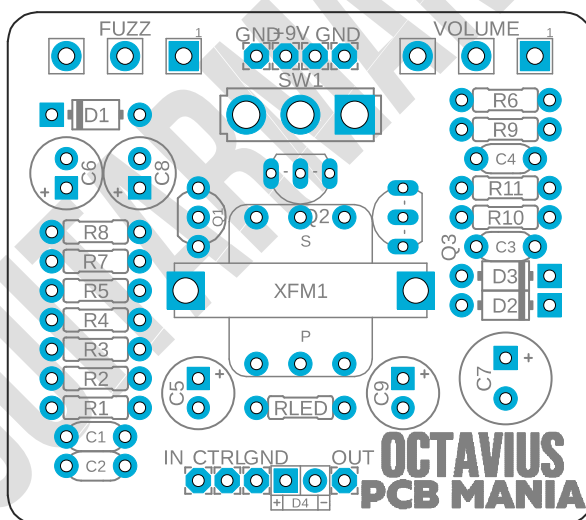 FUZZ
GND +9V GND
VOLUME
1
1
SW1
D1
R6
R9
C6
C8
+
+
C4
R11
Q1
Q2
R10
S
R8
Q3
C3
R7
D3
R5
XFM1
D2
R4
P
R3
C7
+
R2
C5
+
C9
+
R1
RLED
C1
C2
IN CTRL GND
OUT
+ D4 -
OCTAVIUS
PCB MANIA